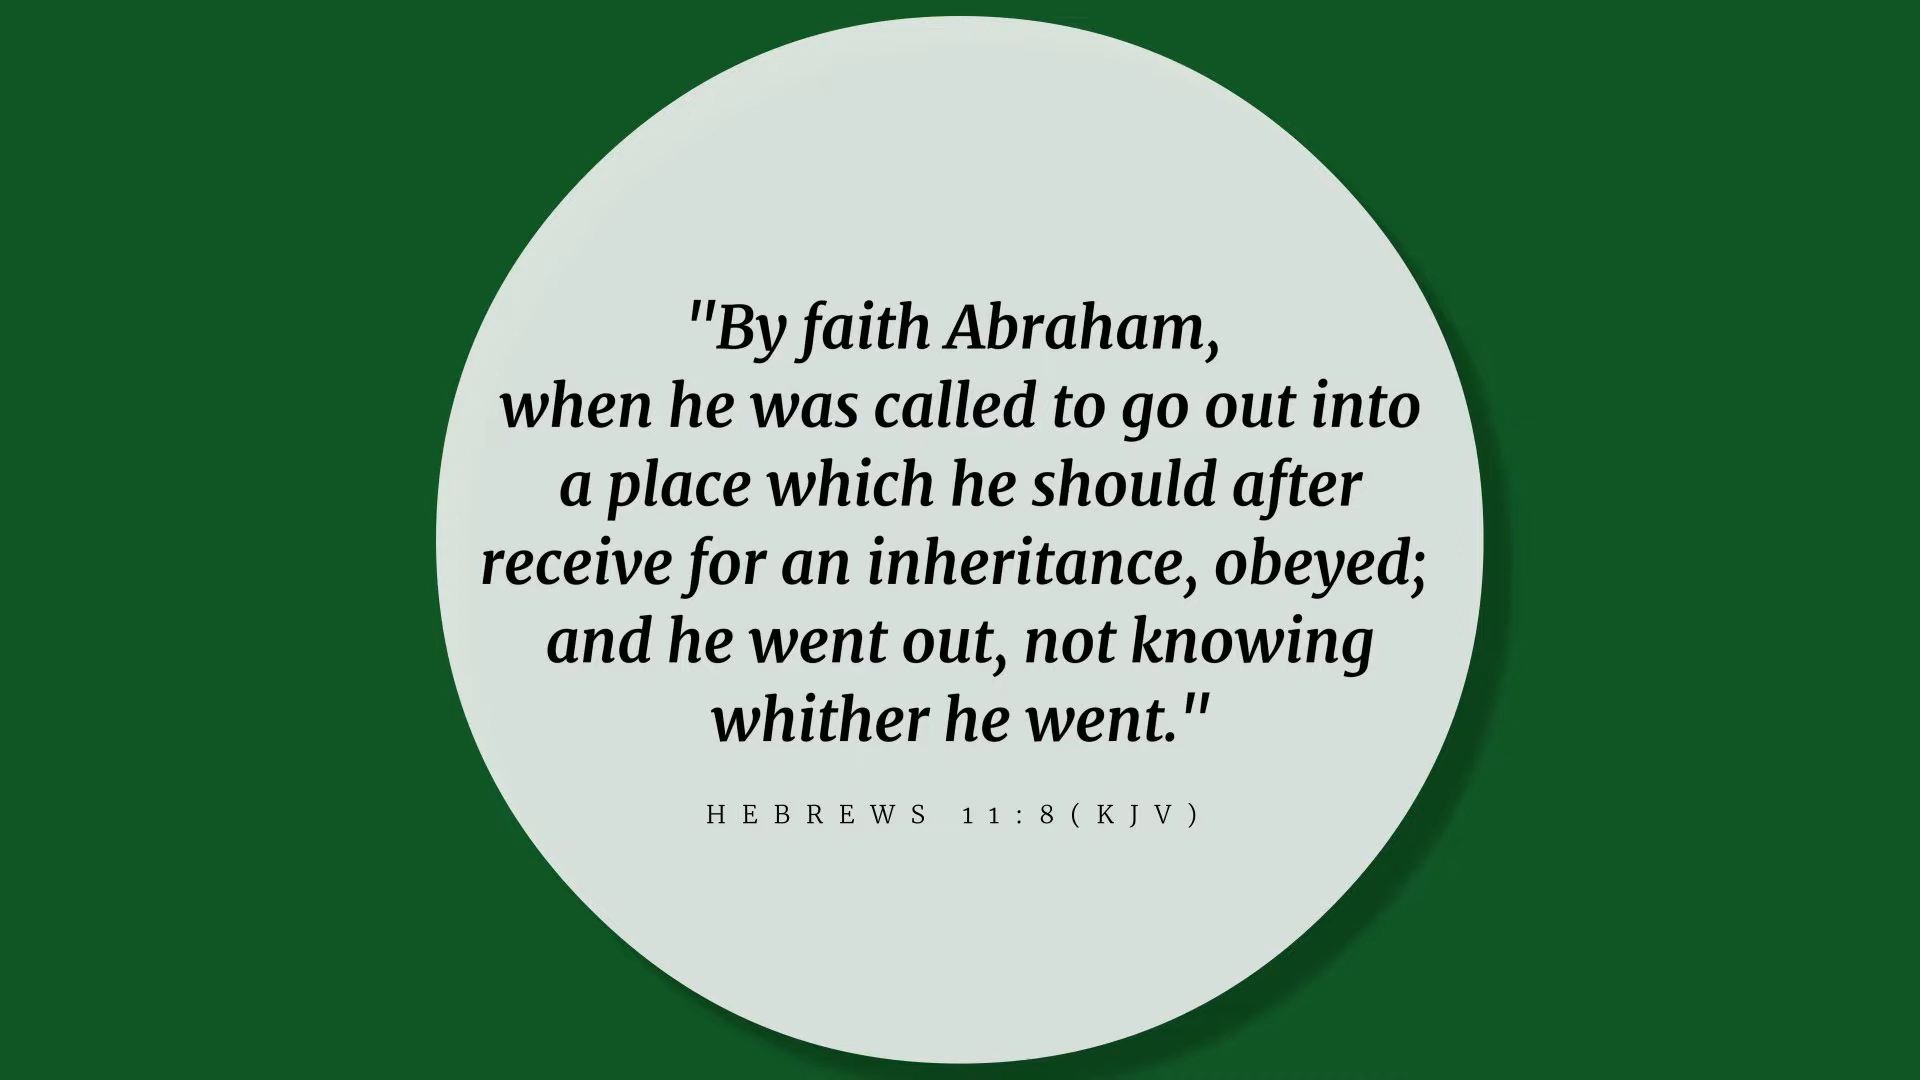 "By faith Abraham,
when he was called to go out into
a place which he should after
receive for an inheritance, obeyed;
and he went out, not knowing
whither he went."
HEBREWS 11:8(KJV)